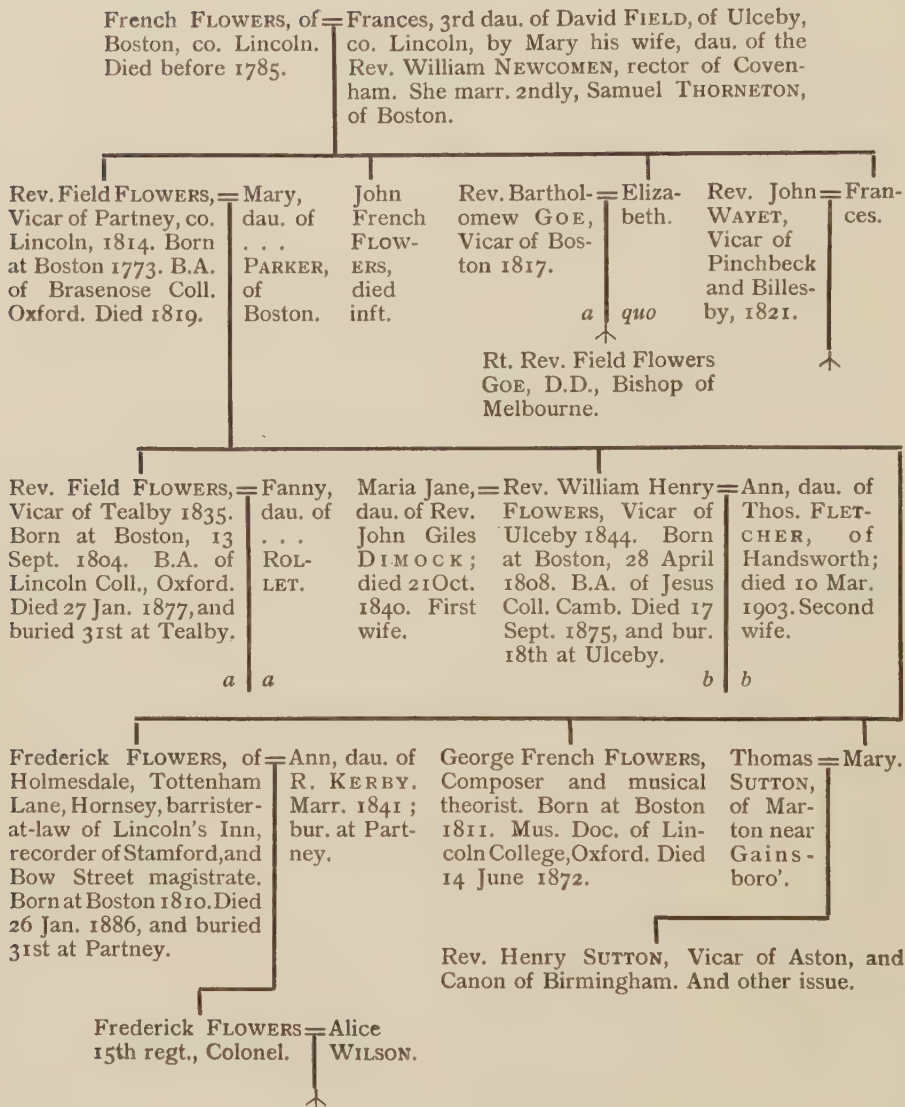 French FLOWERS, of = Frances, 3rd dau. of David FIELD, of Ulceby,
Boston, co. Lincoln. co. Lincoln, by Mary his wife, dau. of the
Died before 1785. Rev. William NEWCOMEN, rector of Coven-
ham. She marr. 2ndly, Samuel THORNETON,
of Boston.
Rev. Field FLOWERS, =
Vicar of Partney, co.
Lincoln, 1814. Born
at Boston 1773. B.A.
of Brasenose Coll.
Oxford. Died 1819.
Mary,
dau. of
. . .
PARKER,
of
Boston.
John
French
FLOW-
ERS,
died
inft.
Rev. Barthol- =
omew GOE,
Vicar of Bos-
ton 1817.
Eliza-
beth.
a quo
Rev. John =
WAYET,
Vicar of
Pinchbeck
and Billes-
by, 1821.
Fran-
ces.
Rt. Rev. Field Flowers
GOE, D.D., Bishop of
Melbourne.
Rev. Field FLOWERS, =
Vicar of Tealby 1835.
Born at Boston, 13
Sept. 1804. B.A. of
Lincoln Coll., Oxford.
Died 27 Jan. 1877, and
buried 31st at Tealby.
Fanny,
dau. of
. . .
ROL-
LET.
a a
Maria Jane, =
dau. of Rev.
John Giles
DIMOCK;
died 21 Oct.
1840. First
wife.
Rev. William Henry =
FLOWERS, Vicar of
Ulceby 1844. Born
at Boston, 28 April
1808. B.A. of Jesus
Coll. Camb. Died 17
Sept. 1875, and bur.
18th at Ulceby.
Ann, dau. of
Thos. FLET-
CHER, of
Handsworth;
died 10 Mar.
1903. Second
wife.
b b
Frederick FLOWERS, of =
Holmesdale, Tottenham
Lane, Hornsey, barrister-
at-law of Lincoln's Inn,
recorder of Stamford, and
Bow Street magistrate.
Born at Boston 1810. Died
26 Jan. 1886, and buried
31st at Partney.
Ann, dau. of
R. KERBY.
Marr. 1841;
bur. at Part-
ney.
George French FLOWERS,
Composer and musical
theorist. Born at Boston
1811. Mus. Doc. of Lin-
coln College, Oxford. Died
14 June 1872.
Thomas =
SUTTON,
of Mar-
ton near
Gains-
boro'.
Mary.
Rev. Henry SUTTON, Vicar of Aston, and
Canon of Birmingham. And other issue.
Frederick FLOWERS = Alice
15th regt., Colonel. WILSON.